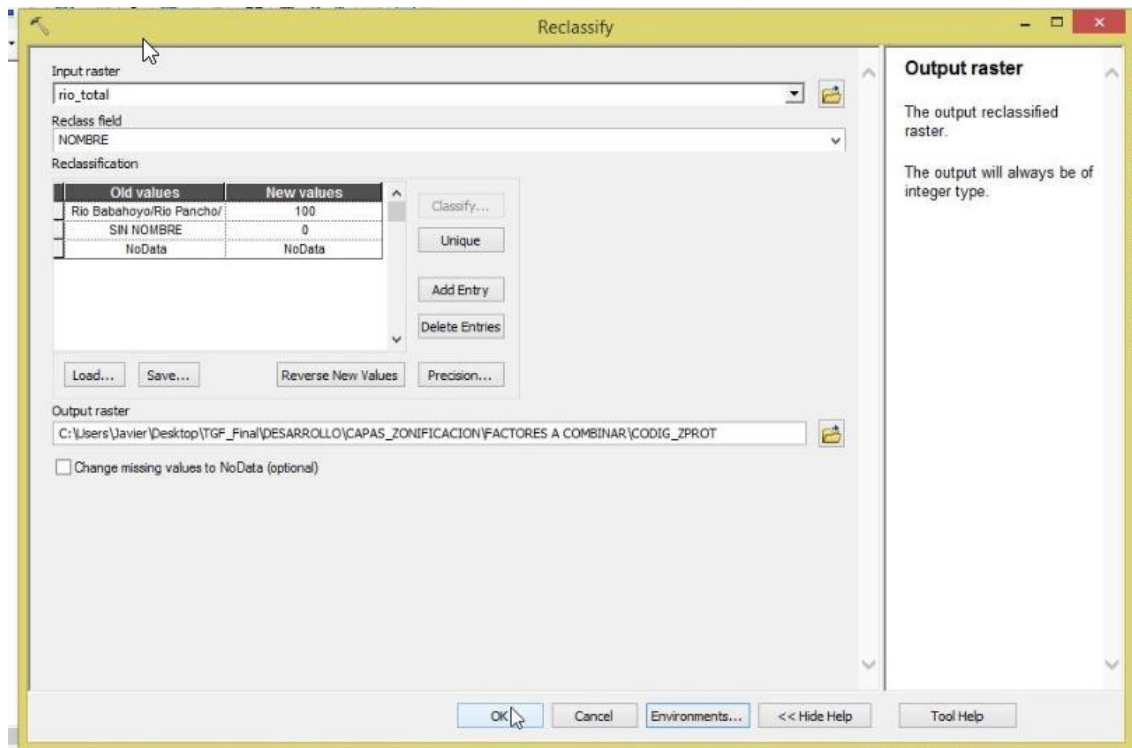 Reclassify
Input raster
rio_total
Reclass field
NOMBRE
Reclassification
Old values New values
Rio Babahoyo/Rio Pancho/ 100
SIN NOMBRE 0
NoData NoData
Classify...
Unique
Add Entry
Delete Entries
Load... Save... Reverse New Values Precision...
Output raster
C:\Users\Javier\Desktop\TGF_Final\DESARROLLO\CAPAS_ZONIFICACION\FACTORES A COMBINAR\CODIG_ZPROT
Change missing values to NoData (optional)
OK Cancel Environments... << Hide Help Tool Help
Output raster
The output reclassified
raster.
The output will always be of
integer type.